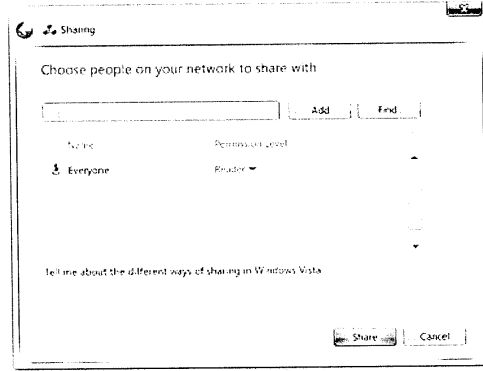 Sharing
Choose people on your network to share with
Add Find
Name Permission Level
Everyone Reader
Tell me about the different ways of sharing in Windows Vista
Share Cancel